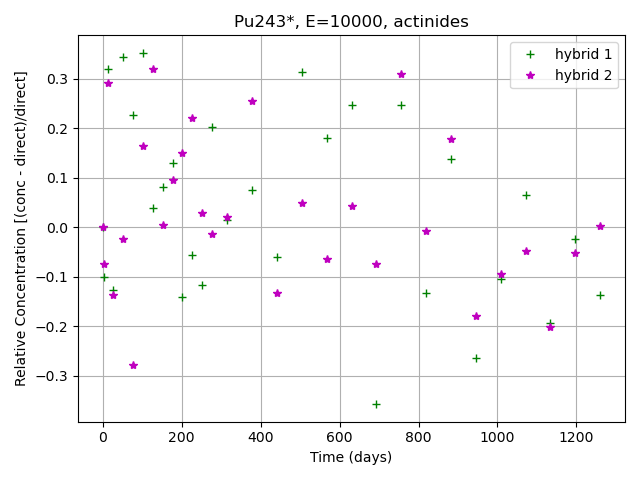 Pu243*, E=10000, actinides
Relative Concentration [(conc - direct)/direct]
0.3
0.2
0.1
0.0
−0.1
−0.2
−0.3
hybrid 1
hybrid 2
0 200 400 600 800 1000 1200
Time (days)